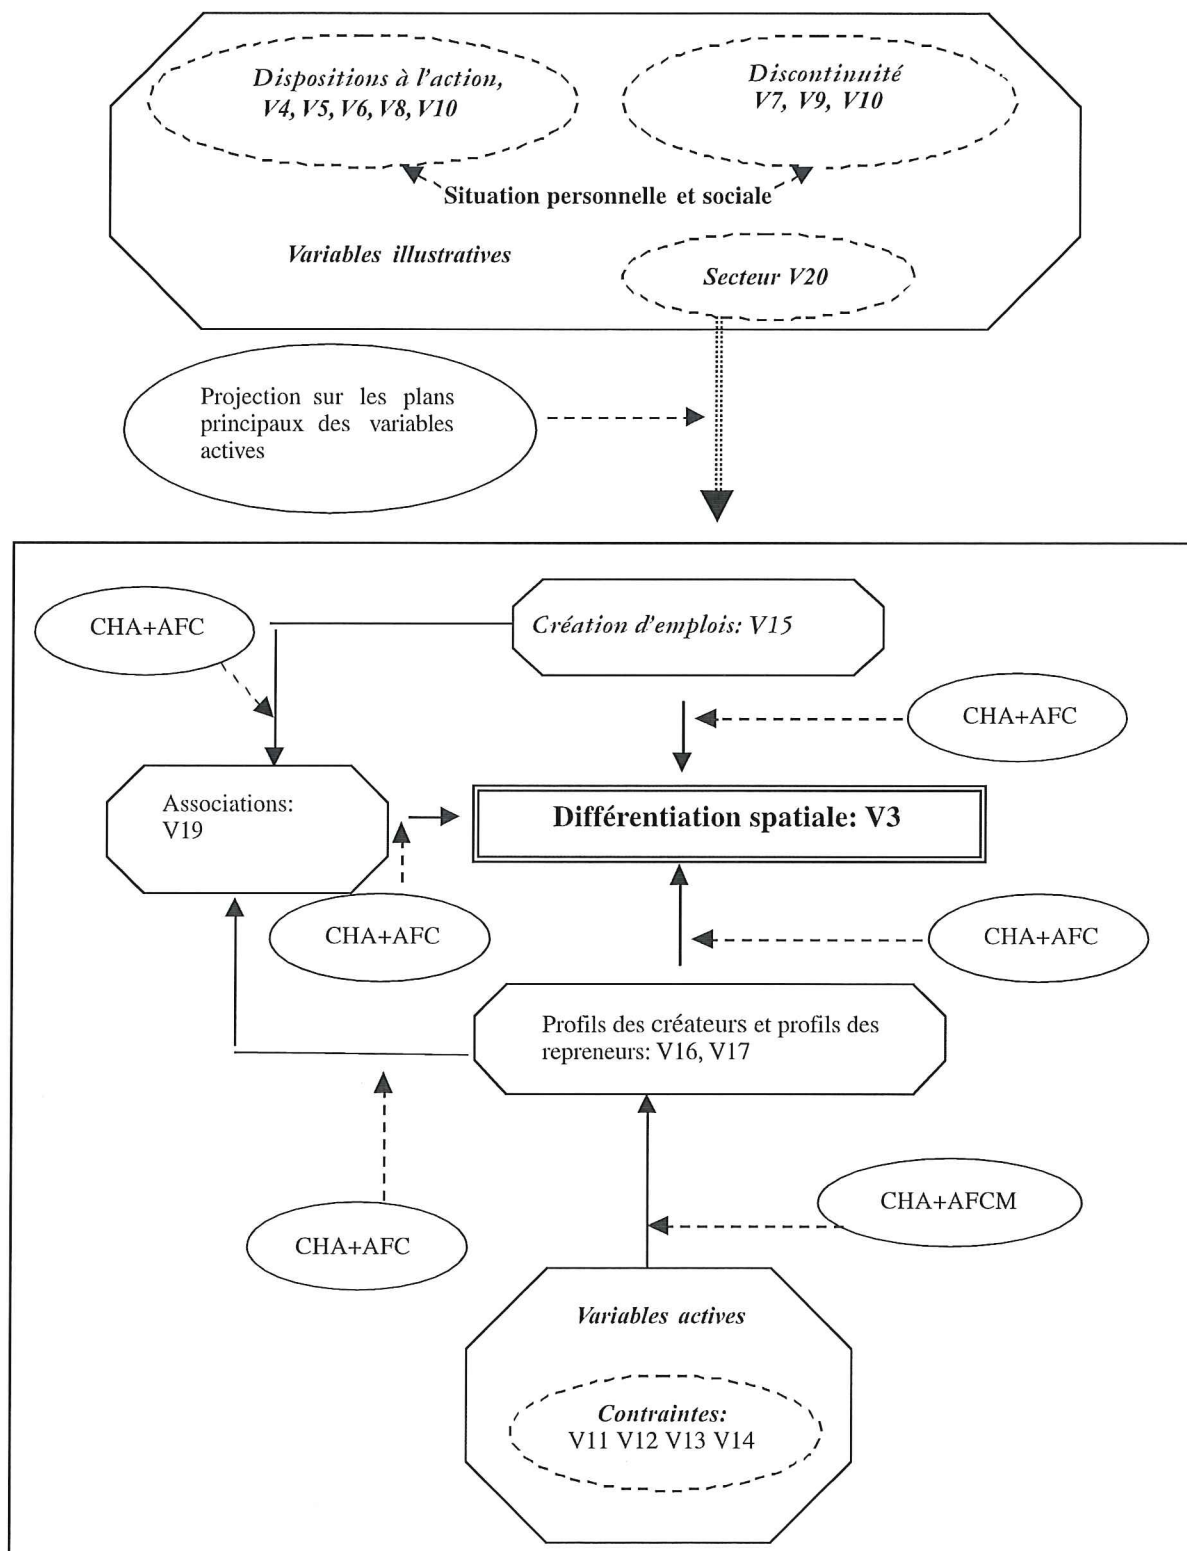 Dispositions à l'action,
V4, V5, V6, V8, V10
Discontinuité
V7, V9, V10
Situation personnelle et sociale
Variables illustratives
Secteur V20
Projection sur les plans
principaux des variables
actives
CHA+AFC
Création d'emplois: V15
CHA+AFC
Associations:
V19
Différentiation spatiale: V3
CHA+AFC
CHA+AFC
Profils des créateurs et profils des
repreneurs: V16, V17
CHA+AFC
CHA+AFCM
Variables actives
Contraintes:
V11 V12 V13 V14